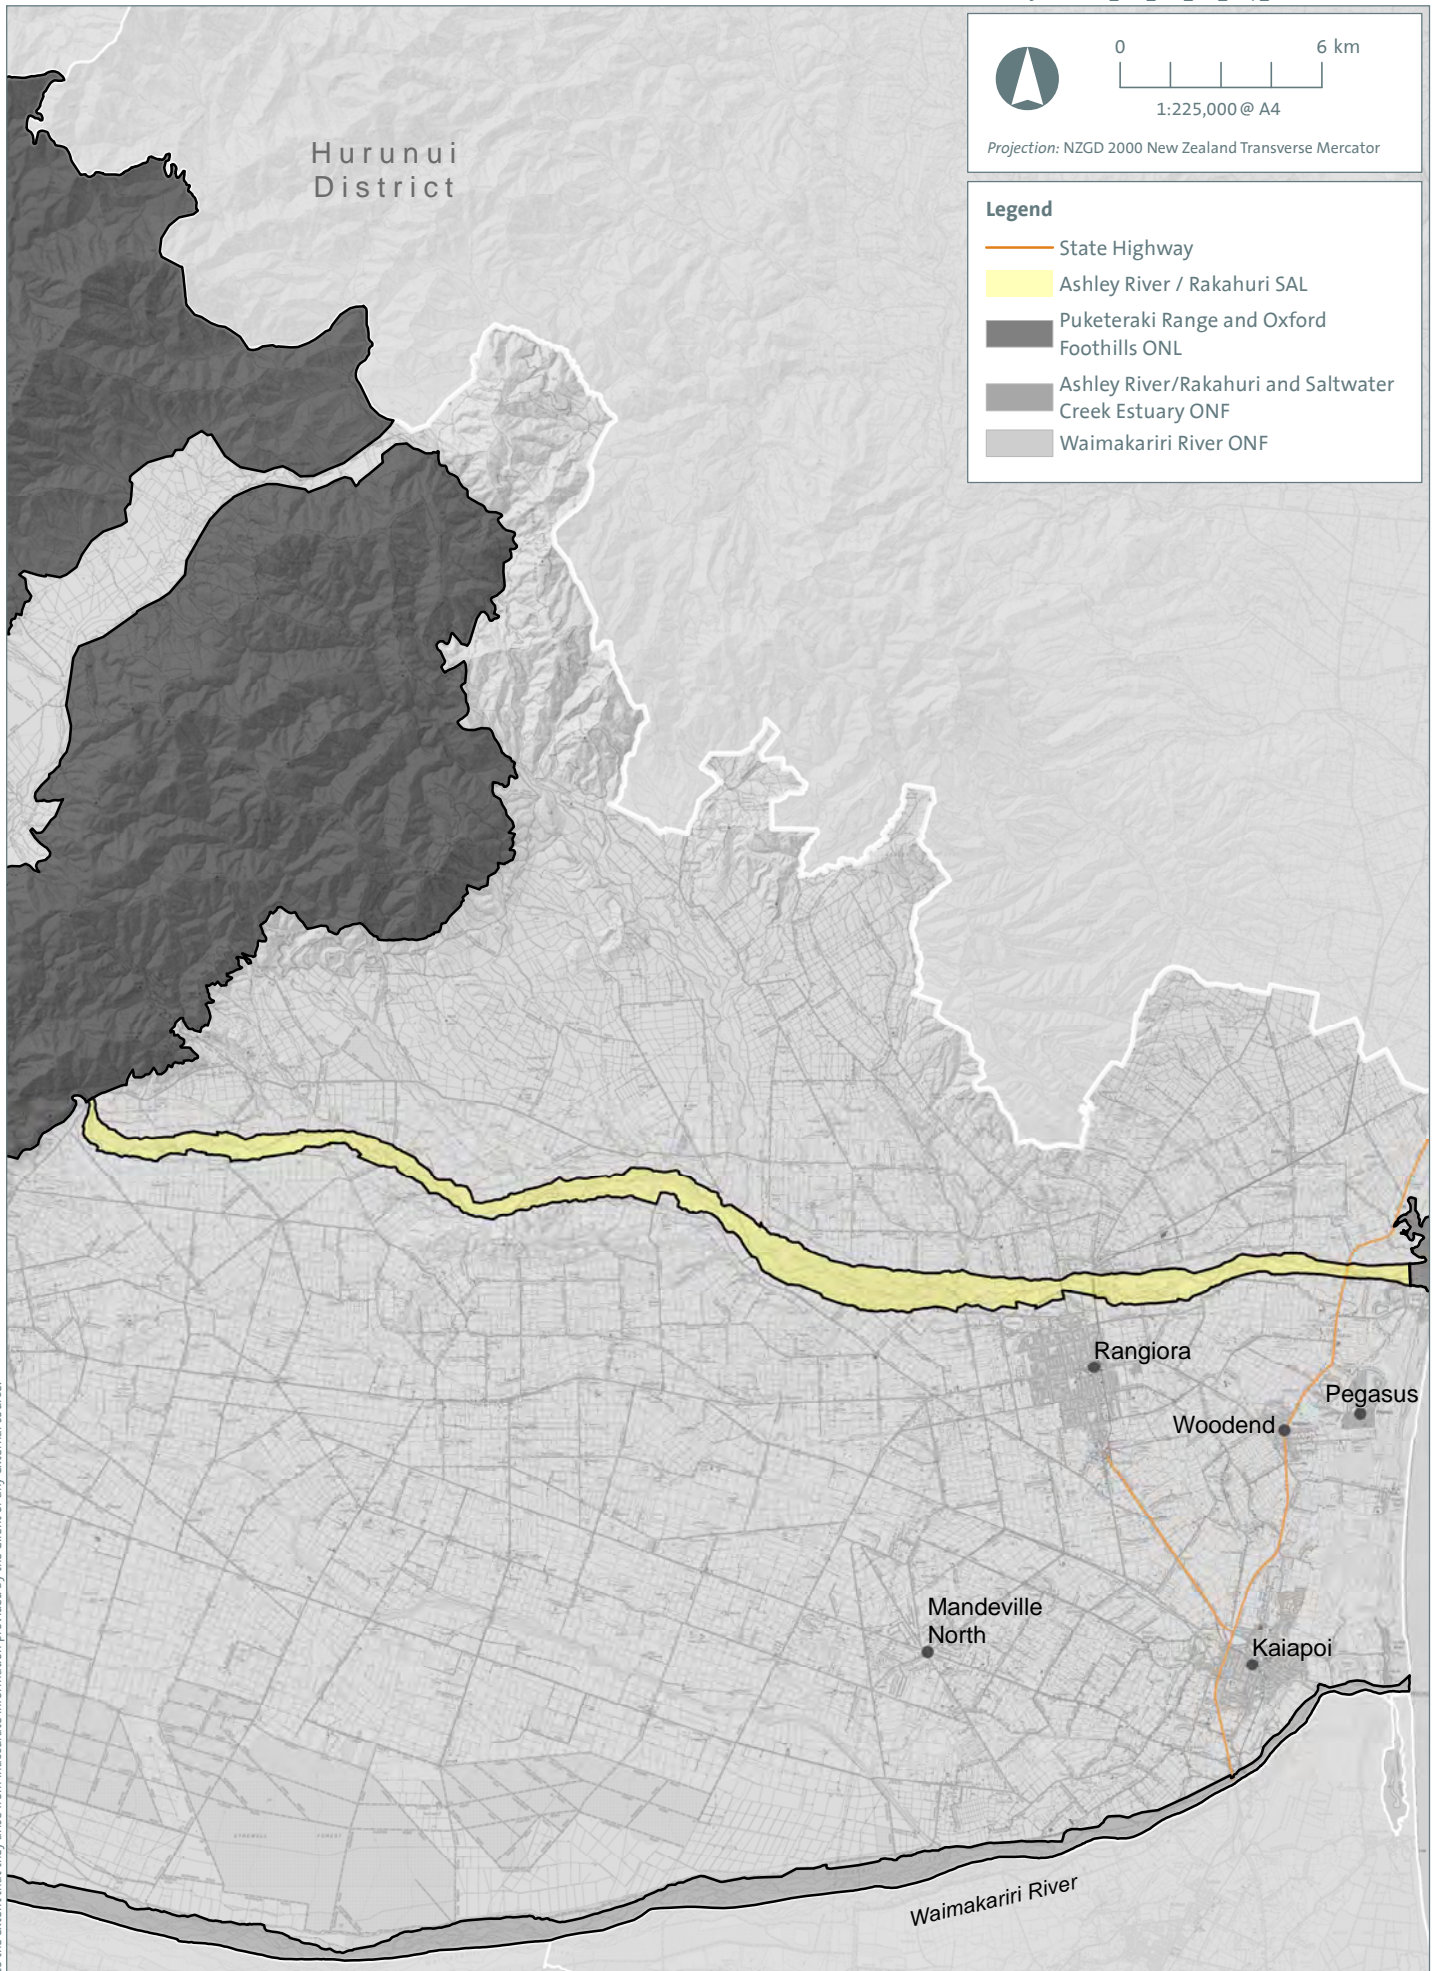 0 6 km
1:225,000 @ A4
Projection: NZGD 2000 New Zealand Transverse Mercator
Legend
State Highway
Ashley River / Rakahuri SAL
Puketeraki Range and Oxford
Foothills ONL
Ashley River/Rakahuri and Saltwater
Creek Estuary ONF
Waimakariri River ONF
Hurunui
District
Rangiora
Pegasus
Woodend
Mandeville
North
Kaiapoi
Waimakariri River